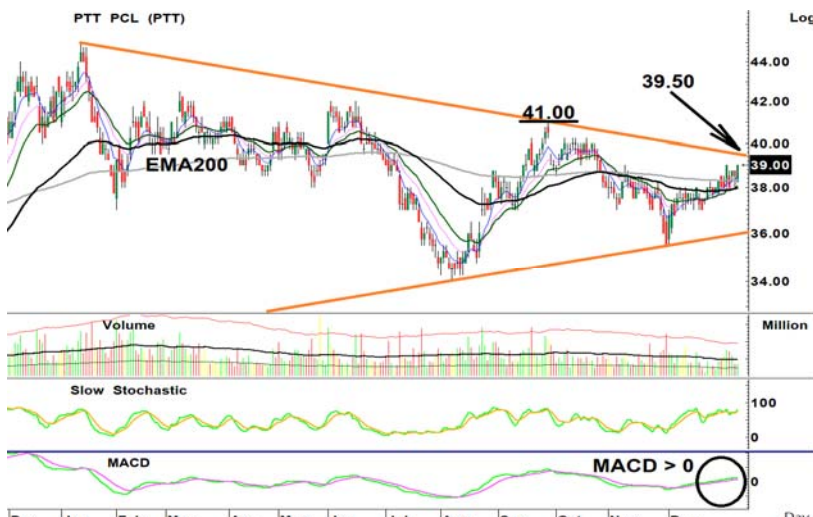 PTT PCL (PTT)
Log
44.00
39.50
42.00
41.00
40.00
EMA200
39.00
38.00
36.00
34.00
Volume
Million
Slow Stochastic
100
0
MACD
MACD > 0
0
Day